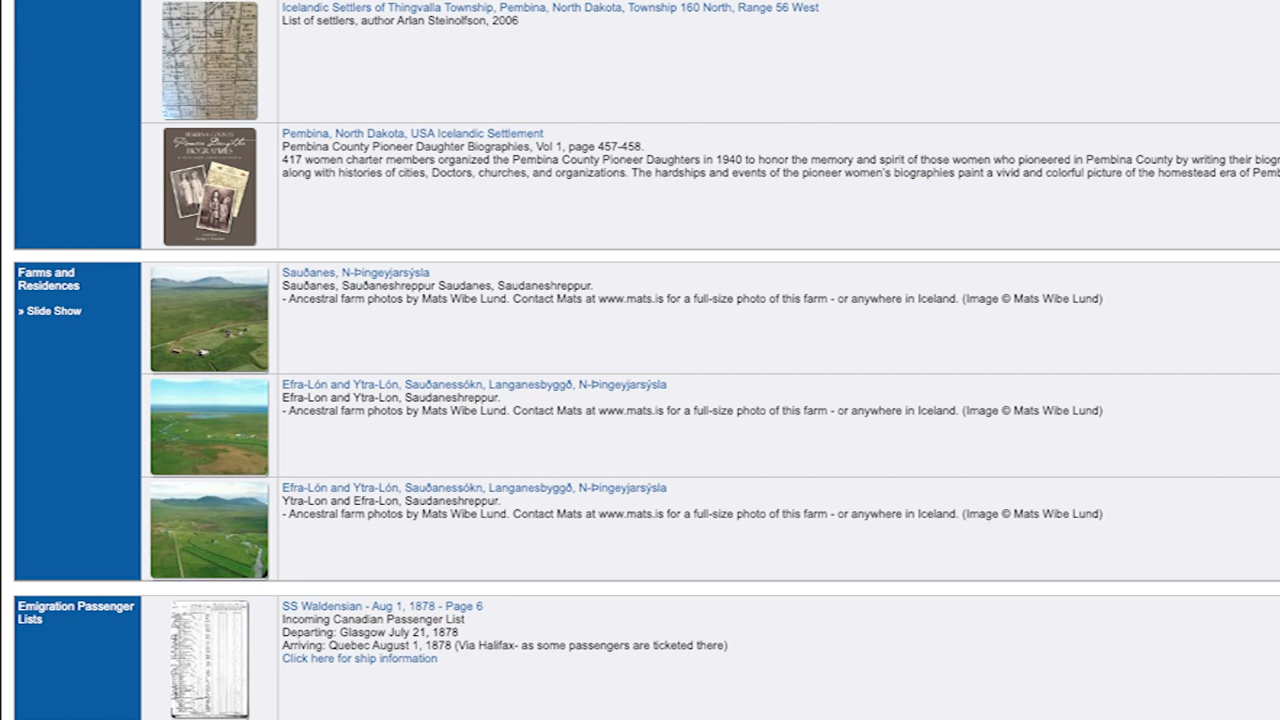 Icelandic Settlers of Thingvalla Township, Pembina, North Dakota, Township 160 North, Range 56 West
List of settlers, author Arlan Steinolfson, 2006
Pembina, North Dakota, USA Icelandic Settlement
Pembina County Pioneer Daughter Biographies, Vol 1, page 457-458.
417 women charter members organized the Pembina County Pioneer Daughters in 1940 to honor the memory and spirit of those women who pioneered in Pembina County by writing their biogr
along with histories of cities, Doctors, churches, and organizations. The hardships and events of the pioneer women's biographies paint a vivid and colorful picture of the homestead era of Pemb
Pioneer Daughter
BIOGRAPHIES
Farms and
Residences
» Slide Show
Sauðanes, N-Þingeyjarsýsla
Sauðanes, Sauðaneshreppur Saudanes, Saudaneshreppur.
- Ancestral farm photos by Mats Wibe Lund. Contact Mats at www.mats.is for a full-size photo of this farm - or anywhere in Iceland. (Image © Mats Wibe Lund)
Efra-Lón and Ytra-Lón, Sauðanessókn, Langanesbyggð, N-Þingeyjarsýsla
Efra-Lon and Ytra-Lon, Saudaneshreppur.
- Ancestral farm photos by Mats Wibe Lund. Contact Mats at www.mats.is for a full-size photo of this farm - or anywhere in Iceland. (Image © Mats Wibe Lund)
Efra-Lón and Ytra-Lón, Sauðanessókn, Langanesbyggð, N-Þingeyjarsýsla
Ytra-Lon and Efra-Lon, Saudaneshreppur.
- Ancestral farm photos by Mats Wibe Lund. Contact Mats at www.mats.is for a full-size photo of this farm - or anywhere in Iceland. (Image © Mats Wibe Lund)
Emigration Passenger
Lists
SS Waldensian - Aug 1, 1878 - Page 6
Incoming Canadian Passenger List
Departing: Glasgow July 21, 1878
Arriving: Quebec August 1, 1878 (Via Halifax- as some passengers are ticketed there)
Click here for ship information